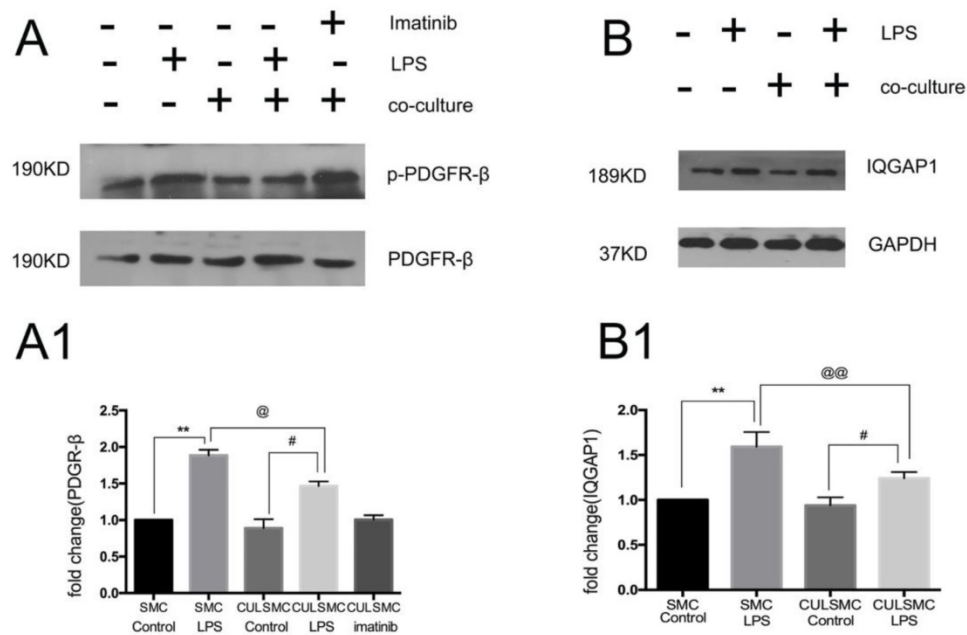 A
- - - - + Imatinib
- + - + - LPS
- - + + + co-culture
190KD p-PDGFR-β
190KD PDGFR-β
B
- + - + LPS
- - + + co-culture
189KD IQGAP1
37KD GAPDH
A1
fold change(PDGR-β
2.5
2.0
1.5
1.0
0.5
0.0
**
@
#
SMC Control
SMC LPS
CULSMC Control
CULSMC LPS
CULSMC imatinib
B1
fold change(IQGAP1)
2.0
1.5
1.0
0.5
0.0
**
@@
#
SMC Control
SMC LPS
CULSMC Control
CULSMC LPS